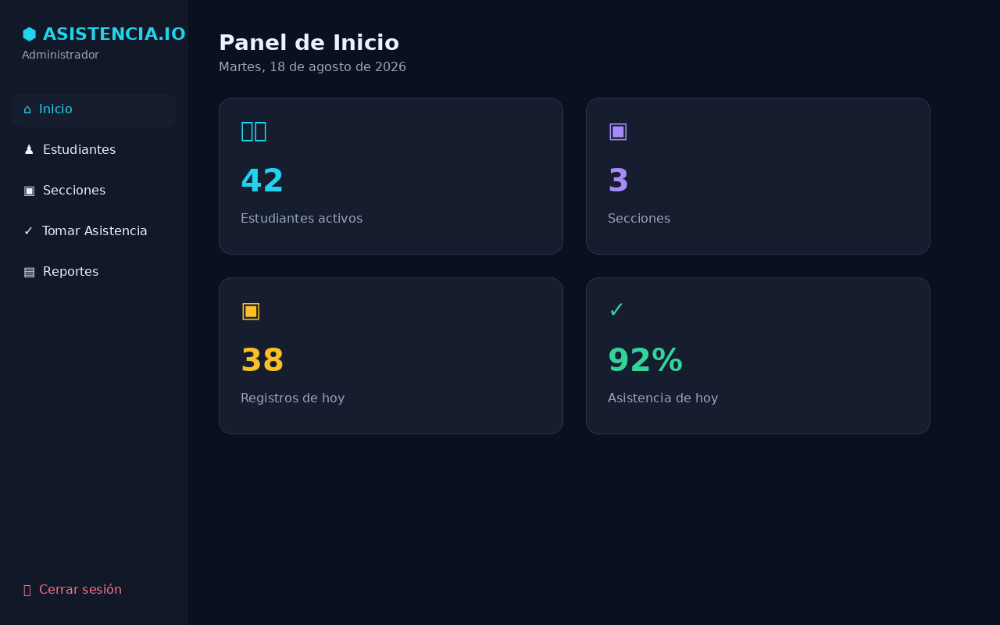 ASISTENCIA.IO
Administrador
Inicio
Estudiantes
Secciones
Tomar Asistencia
Reportes
Cerrar sesión
Panel de Inicio
Martes, 18 de agosto de 2026
42
Estudiantes activos
3
Secciones
38
Registros de hoy
92%
Asistencia de hoy